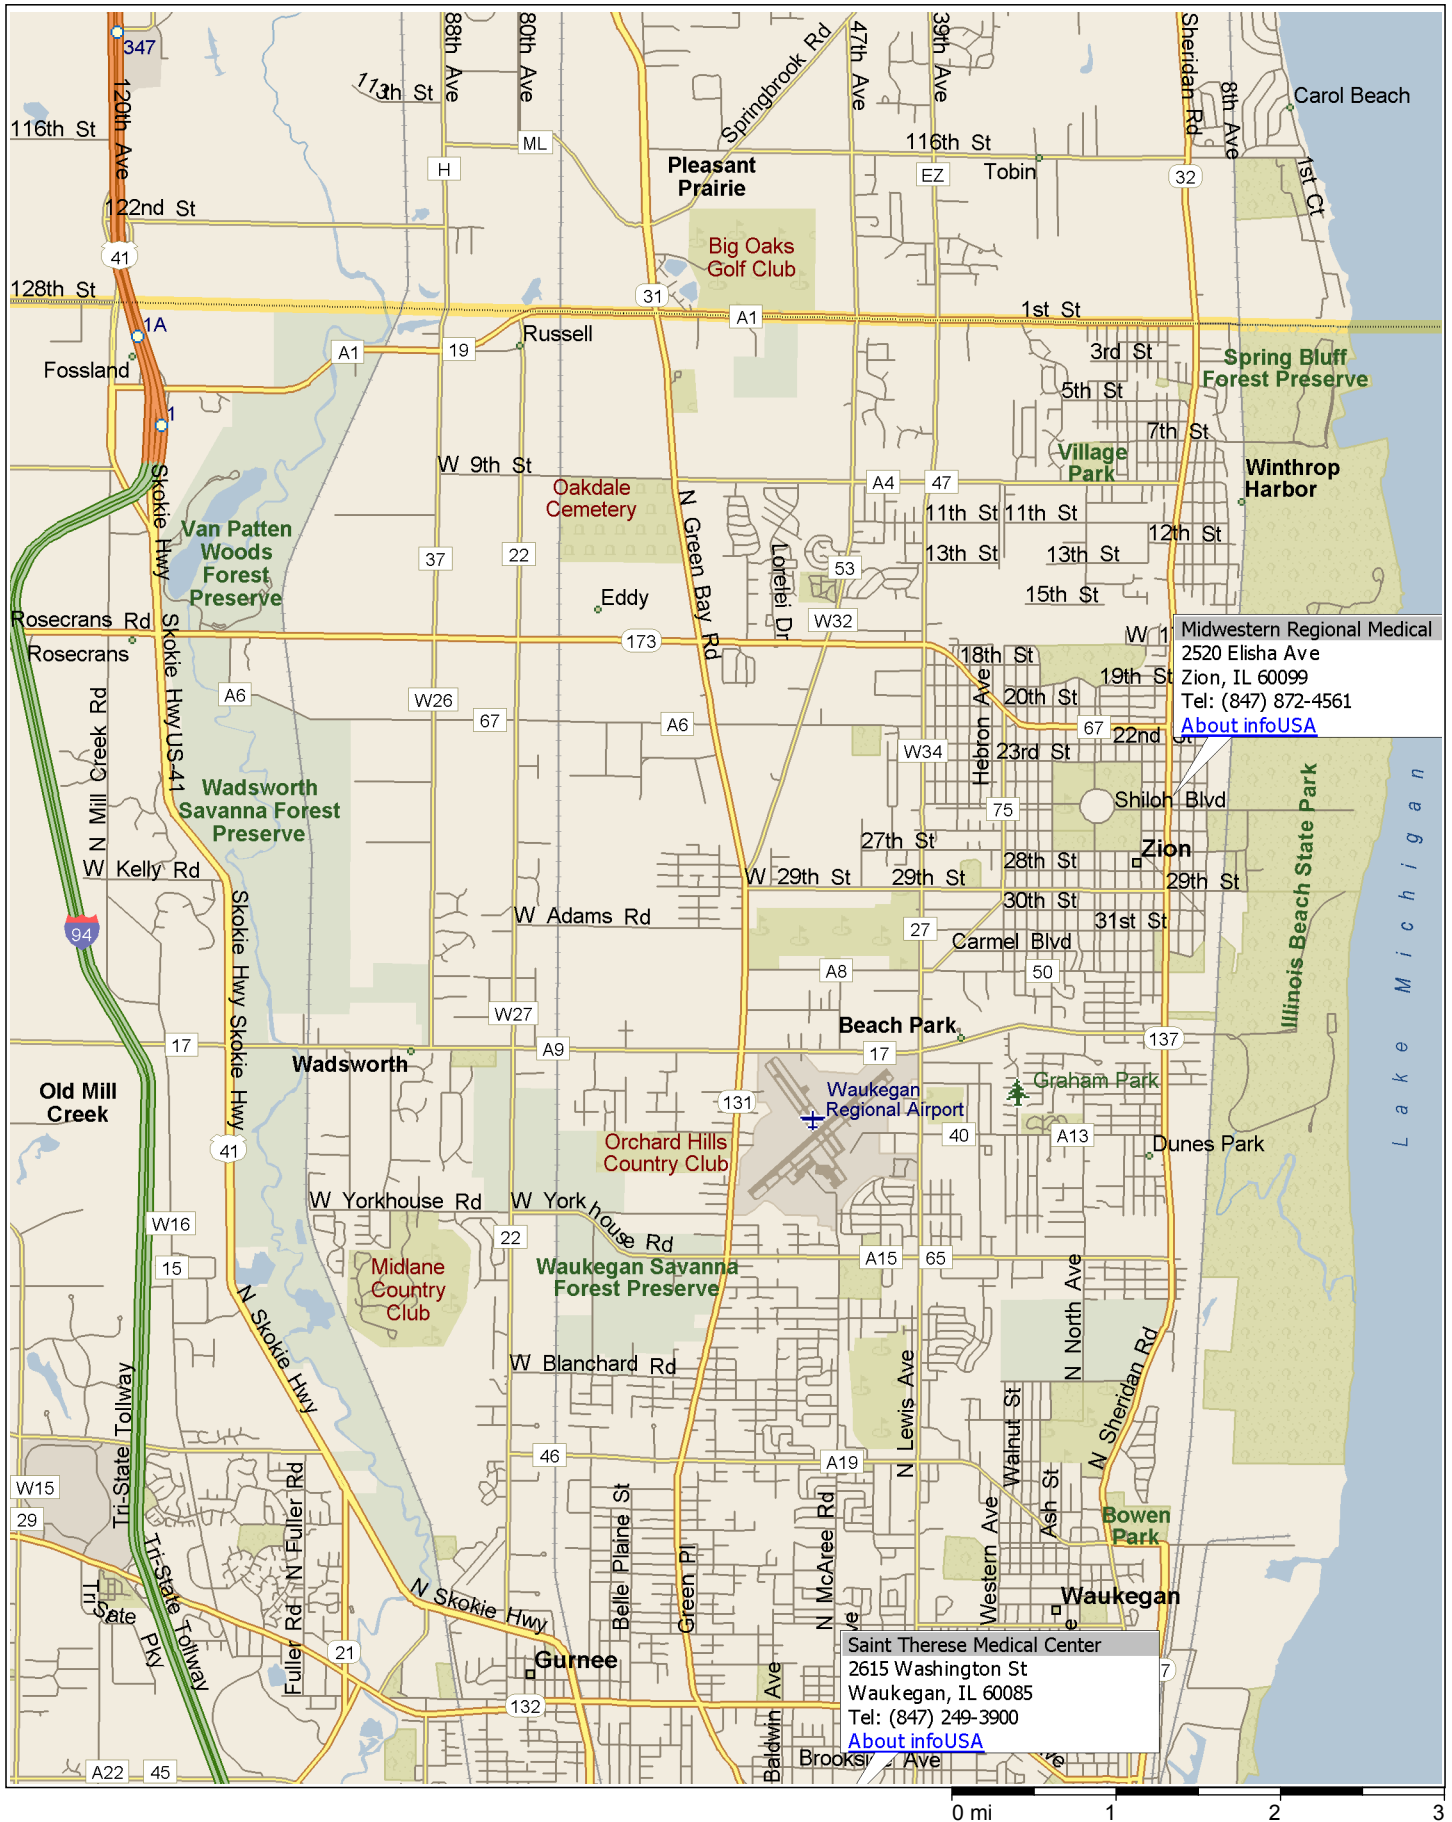 347
120th Ave
88th Ave
80th Ave
113th St
Springbrook Rd
47th Ave
39th Ave
Sheridan Rd
8th Ave
Carol Beach
116th St
ML
H
Pleasant
Prairie
116th St
EZ
Tobin
32
1st Ct
122nd St
41
Big Oaks
Golf Club
128th St
31
A1
1st St
1A
Russell
Fossland
A1
19
3rd St
Spring Bluff
Forest Preserve
5th St
1
7th St
Village
Park
W 9th St
Winthrop
Harbor
Oakdale
Cemetery
A4
47
Skokie Hwy
N Green Bay Rd
11th St
11th St
12th St
Van Patten
Woods
Forest
Preserve
37
22
Lorelei Dr
53
13th St
13th St
15th St
Eddy
Rosecrans Rd
Skokie Hwy US-41
173
W32
W 1
Midwestern Regional Medical
2520 Elisha Ave
Zion, IL 60099
Tel: (847) 872-4561
About infoUSA
Rosecrans
18th St
19th St
A6
W26
67
A6
20th St
Hebron Ave
67
22nd St
N Mill Creek Rd
W34
23rd St
Wadsworth
Savanna Forest
Preserve
75
Shiloh Blvd
Illinois Beach State Park
Lake Michigan
27th St
28th St
Zion
W Kelly Rd
W 29th St
29th St
29th St
30th St
94
Skokie Hwy Skokie Hwy
W Adams Rd
27
31st St
Carmel Blvd
A8
50
W27
Beach Park
17
A9
17
137
Wadsworth
Old Mill
Creek
131
Waukegan
Regional Airport
Graham Park
40
A13
Dunes Park
41
Orchard Hills
Country Club
W Yorkhouse Rd
W Yorkhouse Rd
W16
22
15
A15
65
Midlane
Country
Club
Waukegan Savanna
Forest Preserve
N North Ave
N Skokie Hwy
W Blanchard Rd
N Lewis Ave
Walnut St
N Sheridan Rd
Tri-State Tollway
46
A19
W15
29
N Fuller Rd
Belle Plaine St
N McAree Rd
Western Ave
Ash St
Bowen
Park
Tri-State Tollway
Tri State Pky
N Skokie Hwy
Green Pl
Waukegan
Fuller Rd
21
Gurnee
132
Baldwin Ave
Saint Therese Medical Center
2615 Washington St
Waukegan, IL 60085
Tel: (847) 249-3900
About infoUSA
7
A22
45
0 mi
1
2
3